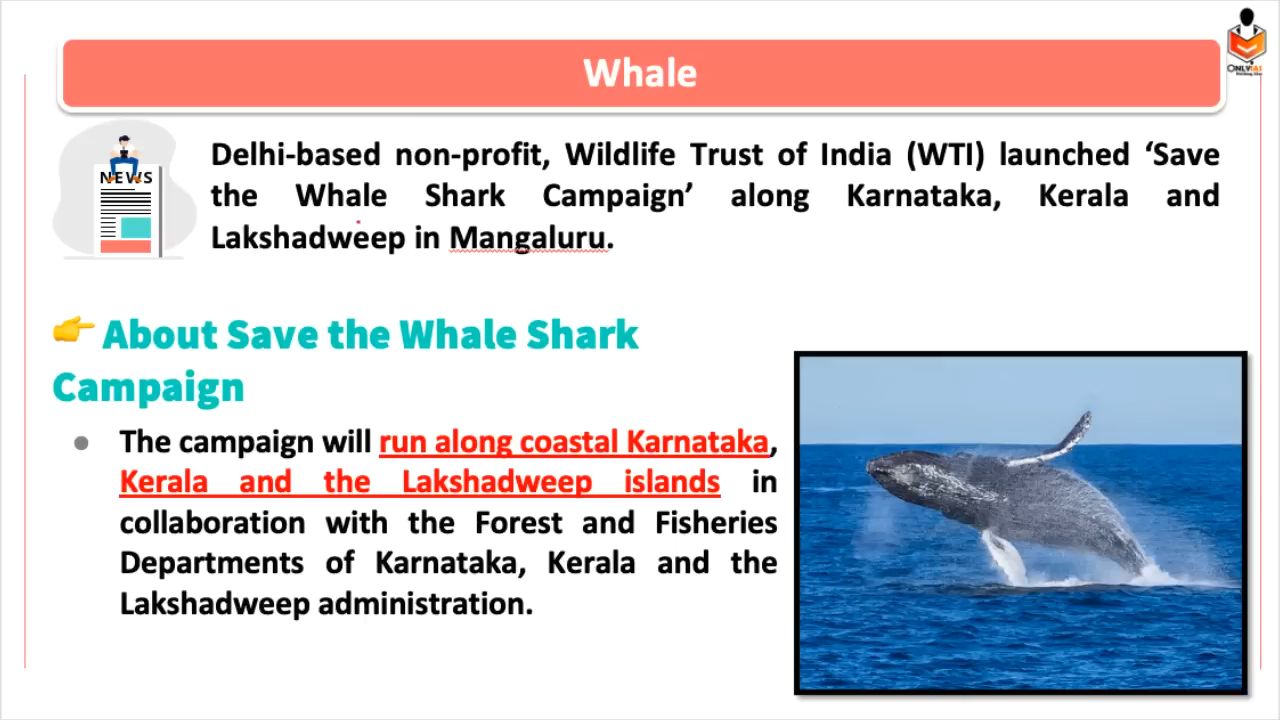 Whale
ONLYIAS
Delhi-based non-profit, Wildlife Trust of India (WTI) launched ‘Save
the Whale Shark Campaign’ along Karnataka, Kerala and
Lakshadweep in Mangaluru.
NEWS
About Save the Whale Shark
Campaign
The campaign will run along coastal Karnataka,
Kerala and the Lakshadweep islands in
collaboration with the Forest and Fisheries
Departments of Karnataka, Kerala and the
Lakshadweep administration.